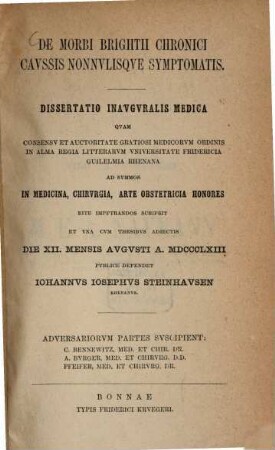 DE MORBI BRIGHTII CHRONICI
CAVSSIS NONNVLISQVE SYMPTOMATIS.
DISSERTATIO INAVGVRALIS MEDICA
QVAM
CONSENSV ET AVCTORITATE GRATIOSI MEDICORVM ORDINIS
IN ALMA REGIA LITTERARVM VNIVERSITATE FRIDERICIA
GUILELMIA RHENANA
AD SVMMOS
IN MEDICINA, CHIRVRGIA, ARTE OBSTETRICIA HONORES
RITE IMPETRANDOS SCRIPSIT
ET VNA CVM THESIBVS ADIECTIS
DIE XII. MENSIS AVGVSTI A. MDCCCLXIII
PVBLICE DEFENDET
IOHANNVS IOSEPHVS STEINHAVSEN
RHENANVS.
ADVERSARIORVM PARTES SVSCIPIENT:
C. BENNEWITZ, MED. ET CHIR. DR.
A. BVRGER, MED. ET CHIRVRG. D.D.
PFEIFER, MED. ET CHIRVRG. DR.
BONNAE
TYPIS FRIDERICI KRVEGERI.